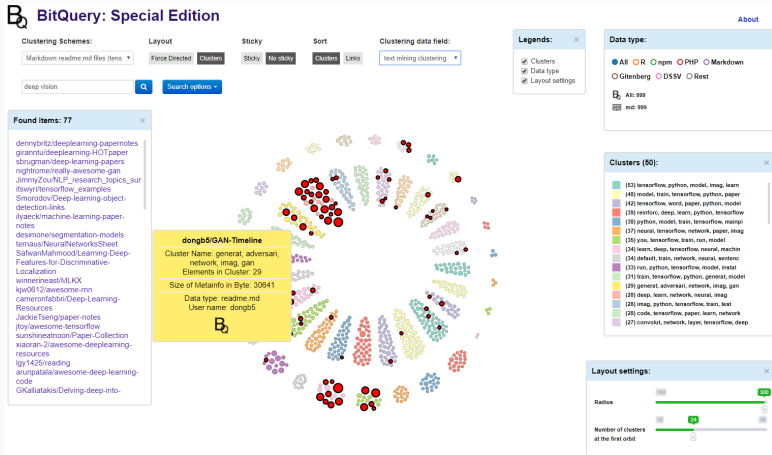 BitQuery: Special Edition
About
Clustering Schemes:
Markdown readme.md files (tens
Layout
Force Directed
Clusters
Sticky
Sticky
No sticky
Sort
Clusters
Links
Clustering data field:
text mining clustering
deep vision
Search options
Legends:
×
Clusters
Data type
Layout settings
Data type:
All R npm PHP Markdown
Gitenberg DSSV Rest
All: 999
md: 999
Found items: 77
×
dennybritz/deeplearning-papernotes
giranntu/deeplearning-HOTpaper
sbrugman/deep-learning-papers
nightrome/really-awesome-gan
JimmyZou/NLP_research_topics_sur
itswyri/tensorflow_examples
Smorodov/Deep-learning-object-
detection-links.
ilyaeck/machine-learning-paper-
notes
desimone/segmentation-models
ternaus/NeuralNetworksSheet
SafwanMahmood/Learning-Deep-
Features-for-Discriminative-
Localization
winnerineast/MLKX
kjw0612/awesome-rnn
cameronfabbri/Deep-Learning-
Resources
JackieTseng/paper-notes
jtoy/awesome-tensorflow
sunshineatnoon/Paper-Collection
xiaoran-2/awesome-deeplearning-
resources
lgy1425/reading
arunpatala/awesome-deep-learning-
code
GKalliatakis/Delving-deep-into-
dongb5/GAN-Timeline
Cluster Name: generat, adversari,
network, imag, gan
Elements in Cluster: 29
Size of Metainfo in Byte: 30641
Data type: readme.md
User name: dongb5
BQ
Clusters (50):
×
(53) tensorflow, python, model, imag, learn
(48) model, train, tensorflow, python, paper
(42) tensorflow, word, paper, python, model
(39) reinforc, deep, learn, python, tensorflow
(38) python, model, train, tensorflow, mainpi
(37) neural, tensorflow, network, paper, imag
(35) you, tensorflow, train, run, model
(34) learn, deep, tensorflow, neural, machin
(34) default, train, network, neural, sentenc
(33) run, python, tensorflow, model, instal
(31) train, tensorflow, python, generat, model
(29) generat, adversari, network, imag, gan
(28) deep, learn, network, neural, imag
(28) imag, python, tensorflow, train, test
(28) code, tensorflow, paper, learn, network
(27) convolut, network, layer, tensorflow, deep
Layout settings:
×
Radius
300
Number of clusters
at the first orbit
24